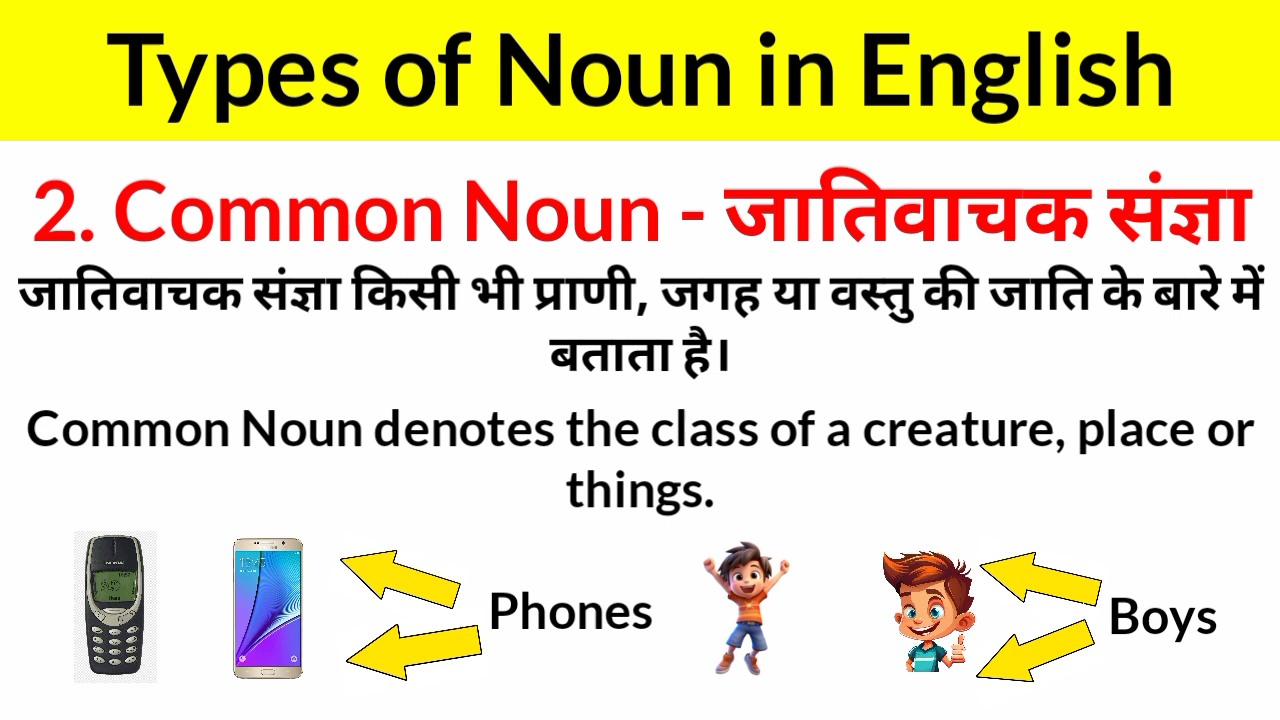 Types of Noun in English
2. Common Noun - जातिवाचक संज्ञा
जातिवाचक संज्ञा किसी भी प्राणी, जगह या वस्तु की जाति के बारे में
बताता है।
Common Noun denotes the class of a creature, place or
things.
Phones
Boys